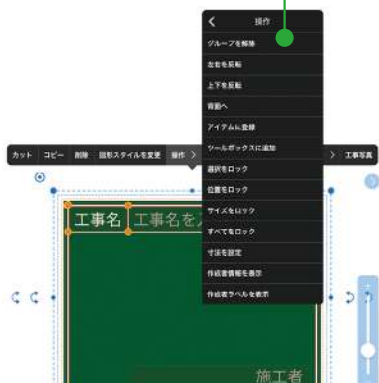 操作
グループを解除
左右を反転
上下を反転
背面へ
アイテムに登録
ツールボックスに追加
カット コピー 削除 図形スタイルを変更 操作 工事写真
選択をロック
位置をロック
サイズをロック
すべてをロック
寸法を設定
作成者情報を表示
作成者ラベルを表示
工事名 工事名を
施工者